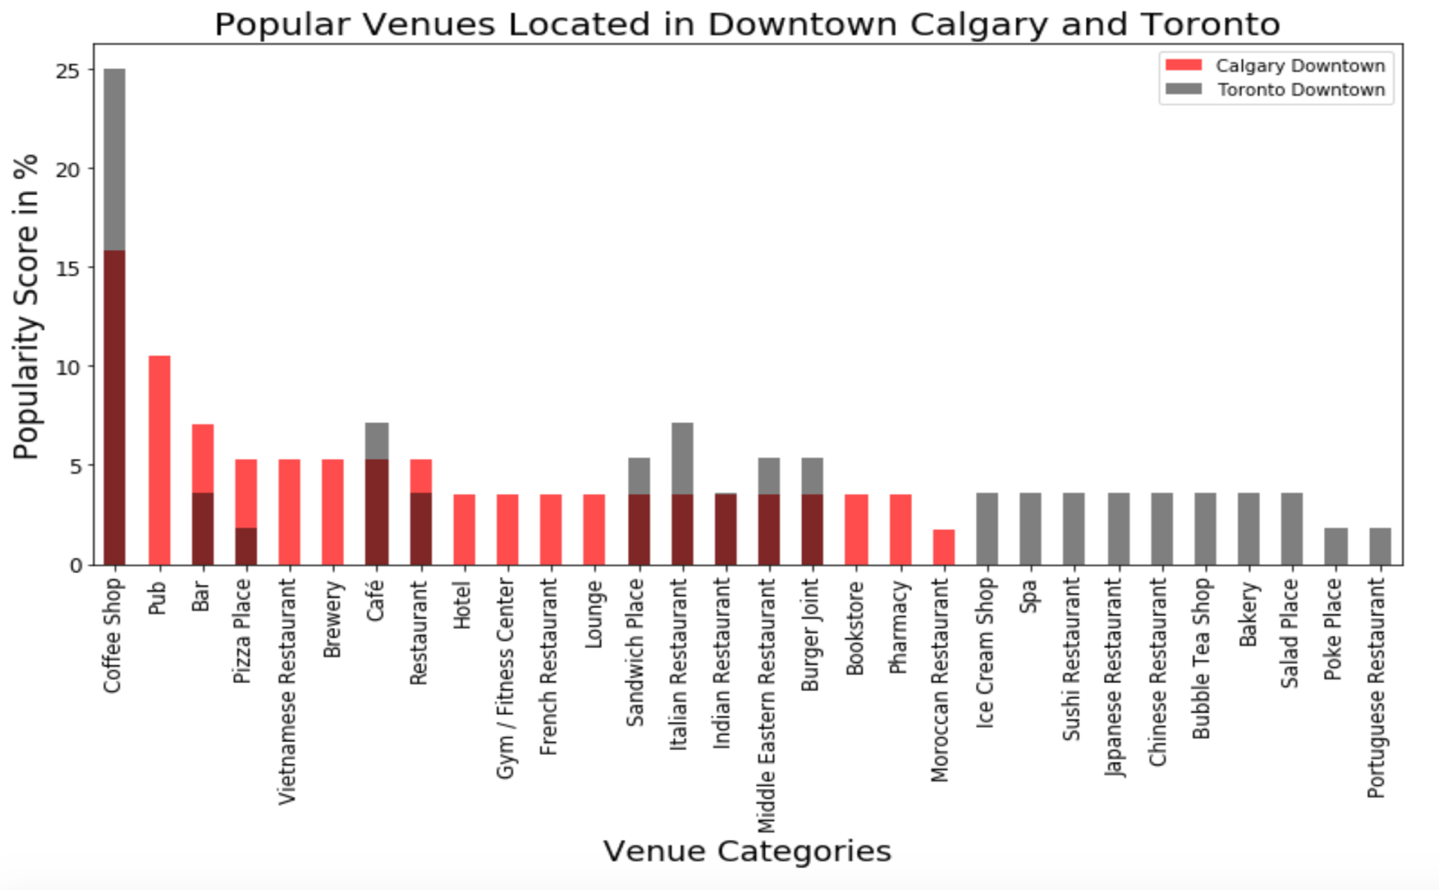 Popular Venues Located in Downtown Calgary and Toronto
Calgary Downtown
Toronto Downtown
Popularity Score in %
25
20
15
10
5
0
Coffee Shop
Pub
Bar
Pizza Place
Vietnamese Restaurant
Brewery
Café
Restaurant
Hotel
Gym / Fitness Center
French Restaurant
Lounge
Sandwich Place
Italian Restaurant
Indian Restaurant
Middle Eastern Restaurant
Burger Joint
Bookstore
Pharmacy
Moroccan Restaurant
Ice Cream Shop
Spa
Sushi Restaurant
Japanese Restaurant
Chinese Restaurant
Bubble Tea Shop
Bakery
Salad Place
Poke Place
Portuguese Restaurant
Venue Categories